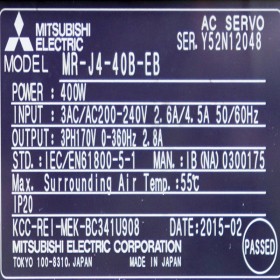 MITSUBISHI ELECTRIC
AC SERVO
SER. Y52N12048
MODEL MR-J4-40B-EB
POWER : 400W
INPUT : 3AC/AC200-240V 2.6A/4.5A 50/60Hz
OUTPUT: 3PH170V 0-360Hz 2.8A
STD.: IEC/EN61800-5-1 MAN.: IB(NA)0300175
Max. Surrounding Air Temp.:55℃
IP20
KCC-REI-MEK-BC341U908 DATE:2015-02
MITSUBISHI ELECTRIC CORPORATION
TOKYO 100-8310, JAPAN MADE IN JAPAN
PASSED